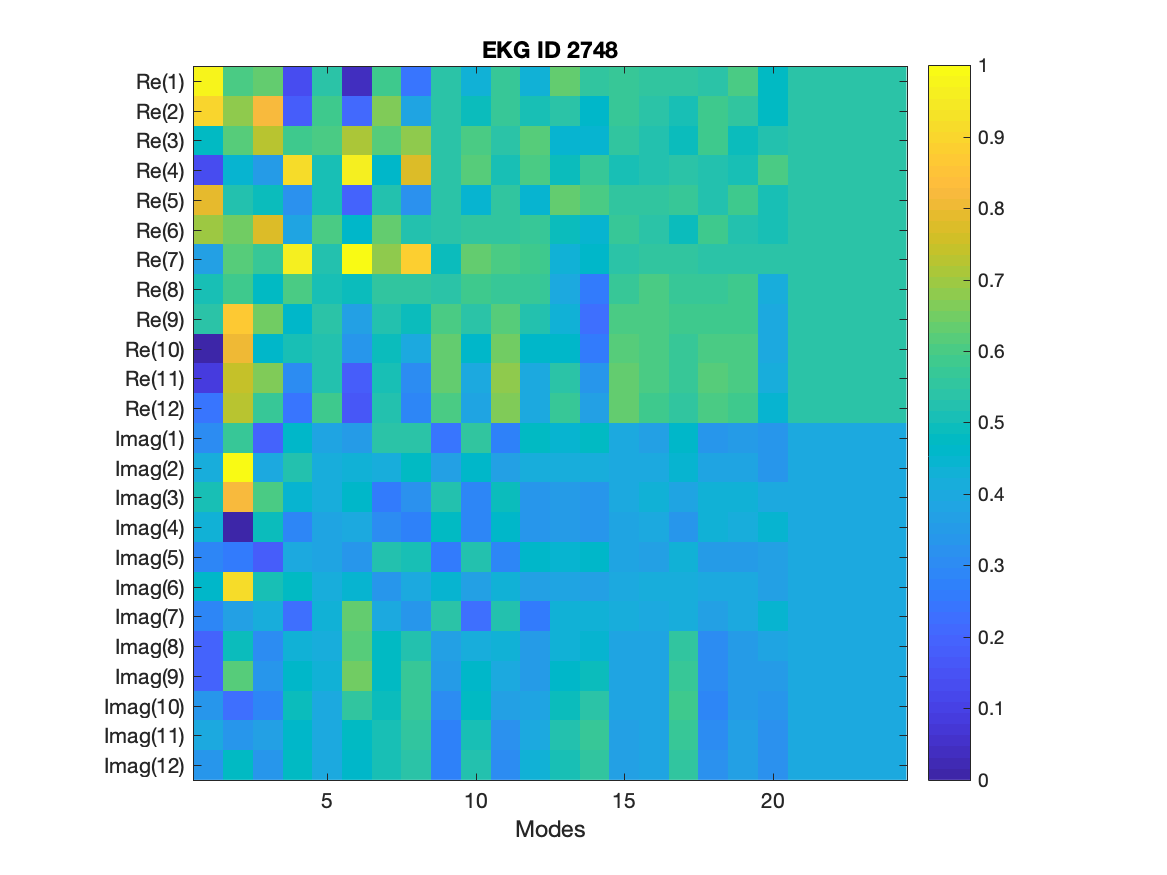 EKG ID 2748
Re(1)
Re(2)
Re(3)
Re(4)
Re(5)
Re(6)
Re(7)
Re(8)
Re(9)
Re(10)
Re(11)
Re(12)
Imag(1)
Imag(2)
Imag(3)
Imag(4)
Imag(5)
Imag(6)
Imag(7)
Imag(8)
Imag(9)
Imag(10)
Imag(11)
Imag(12)
5 10 15 20
Modes
1
0.9
0.8
0.7
0.6
0.5
0.4
0.3
0.2
0.1
0